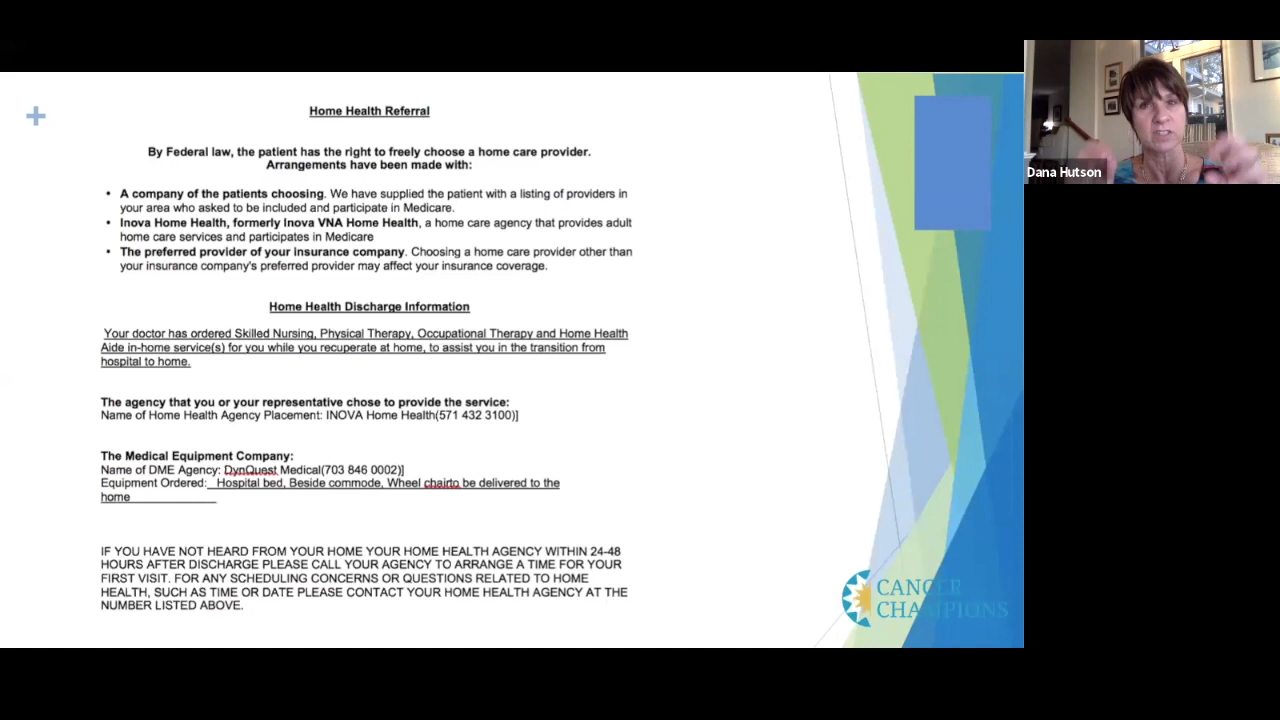 Home Health Referral
By Federal law, the patient has the right to freely choose a home care provider.
Arrangements have been made with:
• A company of the patients choosing. We have supplied the patient with a listing of providers in
your area who asked to be included and participate in Medicare.
• Inova Home Health, formerly Inova VNA Home Health, a home care agency that provides adult
home care services and participates in Medicare
• The preferred provider of your insurance company. Choosing a home care provider other than
your insurance company's preferred provider may affect your insurance coverage.
Home Health Discharge Information
Your doctor has ordered Skilled Nursing, Physical Therapy, Occupational Therapy and Home Health
Aide in-home service(s) for you while you recuperate at home, to assist you in the transition from
hospital to home.
The agency that you or your representative chose to provide the service:
Name of Home Health Agency Placement: INOVA Home Health(571 432 3100)]
The Medical Equipment Company:
Name of DME Agency: DynQuest Medical(703 846 0002)]
Equipment Ordered: Hospital bed, Beside commode, Wheel chairto be delivered to the
home
IF YOU HAVE NOT HEARD FROM YOUR HOME YOUR HOME HEALTH AGENCY WITHIN 24-48
HOURS AFTER DISCHARGE PLEASE CALL YOUR AGENCY TO ARRANGE A TIME FOR YOUR
FIRST VISIT. FOR ANY SCHEDULING CONCERNS OR QUESTIONS RELATED TO HOME
HEALTH, SUCH AS TIME OR DATE PLEASE CONTACT YOUR HOME HEALTH AGENCY AT THE
NUMBER LISTED ABOVE.
CANCER
CHAMPIONS
Dana Hutson